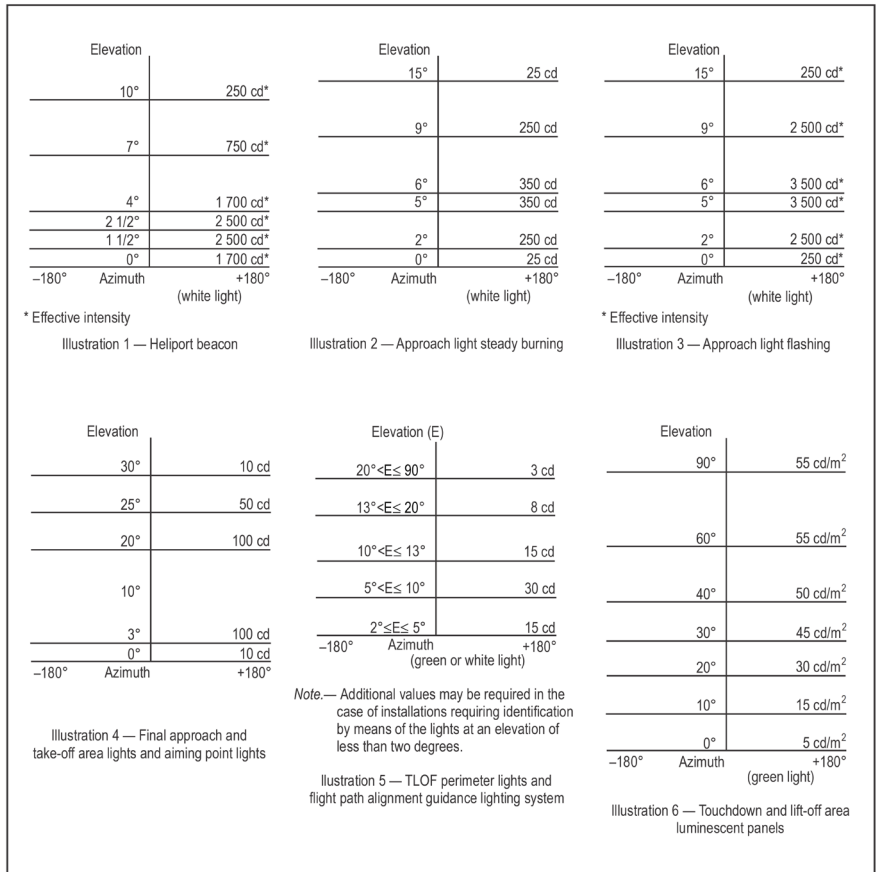 Elevation
10° 250 cd*
7° 750 cd*
4° 1 700 cd*
2 1/2° 2 500 cd*
1 1/2° 2 500 cd*
0° 1 700 cd*
–180° Azimuth +180°
(white light)
* Effective intensity
Illustration 1 — Heliport beacon
Elevation
15° 25 cd
9° 250 cd
6° 350 cd
5° 350 cd
2° 250 cd
0° 25 cd
–180° Azimuth +180°
(white light)
Illustration 2 — Approach light steady burning
Elevation
15° 250 cd*
9° 2 500 cd*
6° 3 500 cd*
5° 3 500 cd*
2° 2 500 cd*
0° 250 cd*
–180° Azimuth +180°
(white light)
* Effective intensity
Illustration 3 — Approach light flashing
Elevation
30° 10 cd
25° 50 cd
20° 100 cd
10°
3° 100 cd
0° 10 cd
–180° Azimuth +180°
Illustration 4 — Final approach and
take-off area lights and aiming point lights
Elevation (E)
20°<E≤ 90° 3 cd
13°<E≤ 20° 8 cd
10°<E≤ 13° 15 cd
5°<E≤ 10° 30 cd
2°≤E≤ 5° 15 cd
–180° Azimuth +180°
(green or white light)
Note.— Additional values may be required in the
case of installations requiring identification
by means of the lights at an elevation of
less than two degrees.
Ilustration 5 — TLOF perimeter lights and
flight path alignment guidance lighting system
Elevation
90° 55 cd/m²
60° 55 cd/m²
40° 50 cd/m²
30° 45 cd/m²
20° 30 cd/m²
10° 15 cd/m²
0° 5 cd/m²
–180° Azimuth +180°
(green light)
Illustration 6 — Touchdown and lift-off area
luminescent panels